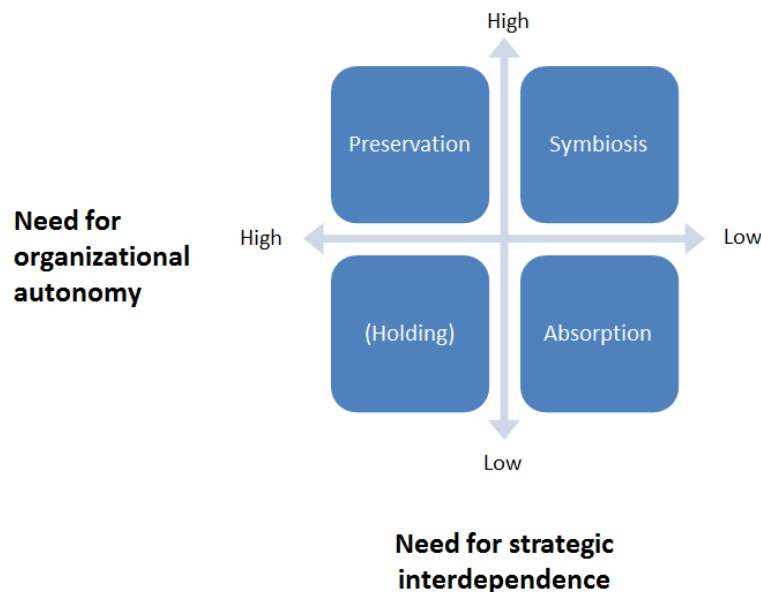 High
Preservation
Symbiosis
Need for
organizational
autonomy
High
Low
(Holding)
Absorption
Low
Need for strategic
interdependence